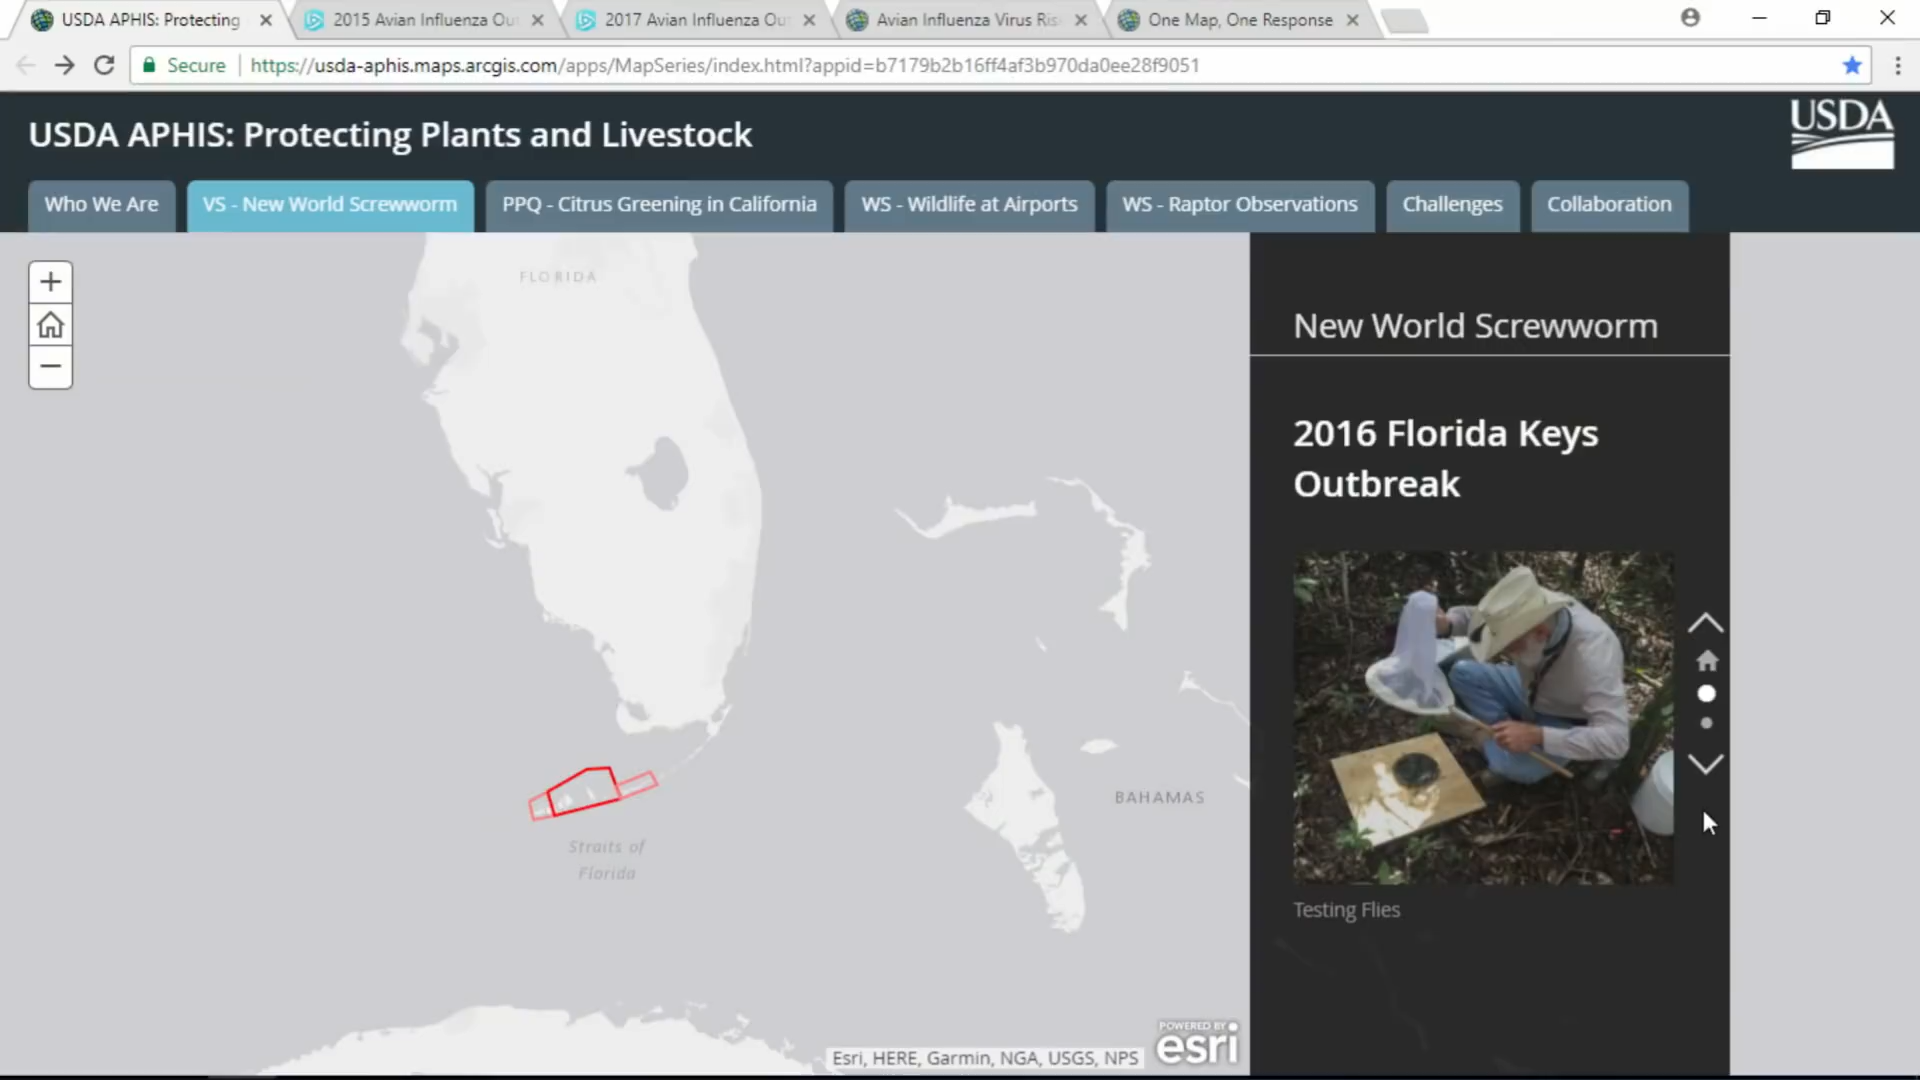 USDA APHIS: Protecting
2015 Avian Influenza Ou
2017 Avian Influenza Ou
Avian Influenza Virus Ris
One Map, One Response
Secure
https://usda-aphis.maps.arcgis.com/apps/MapSeries/index.html?appid=b7179b2b16ff4af3b970da0ee28f9051
USDA APHIS: Protecting Plants and Livestock
USDA
Who We Are
VS - New World Screwworm
PPQ - Citrus Greening in California
WS - Wildlife at Airports
WS - Raptor Observations
Challenges
Collaboration
FLORIDA
New World Screwworm
2016 Florida Keys
Outbreak
BAHAMAS
Straits of
Florida
Testing Flies
POWERED BY
esri
Esri, HERE, Garmin, NGA, USGS, NPS